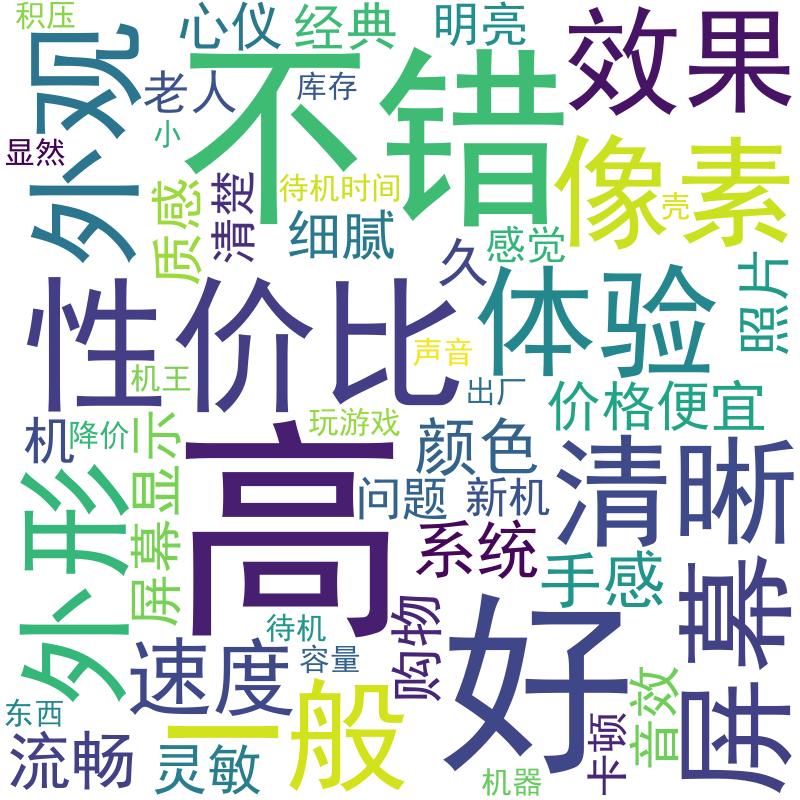 积压
心仪
经典
明亮
效果
外观
不错
老人
库存
小
显然
像素
壳
质感
清楚
待机时间
细腻
感觉
久
照片
性价比
体验
声音
机王
出厂
价格便宜
机
降价
玩游戏
颜色
高
清晰
外形
屏幕显示
问题
新机
系统
手感
屏幕
购物
好
待机
容量
速度
一般
东西
流畅
灵敏
音效
卡顿
机器